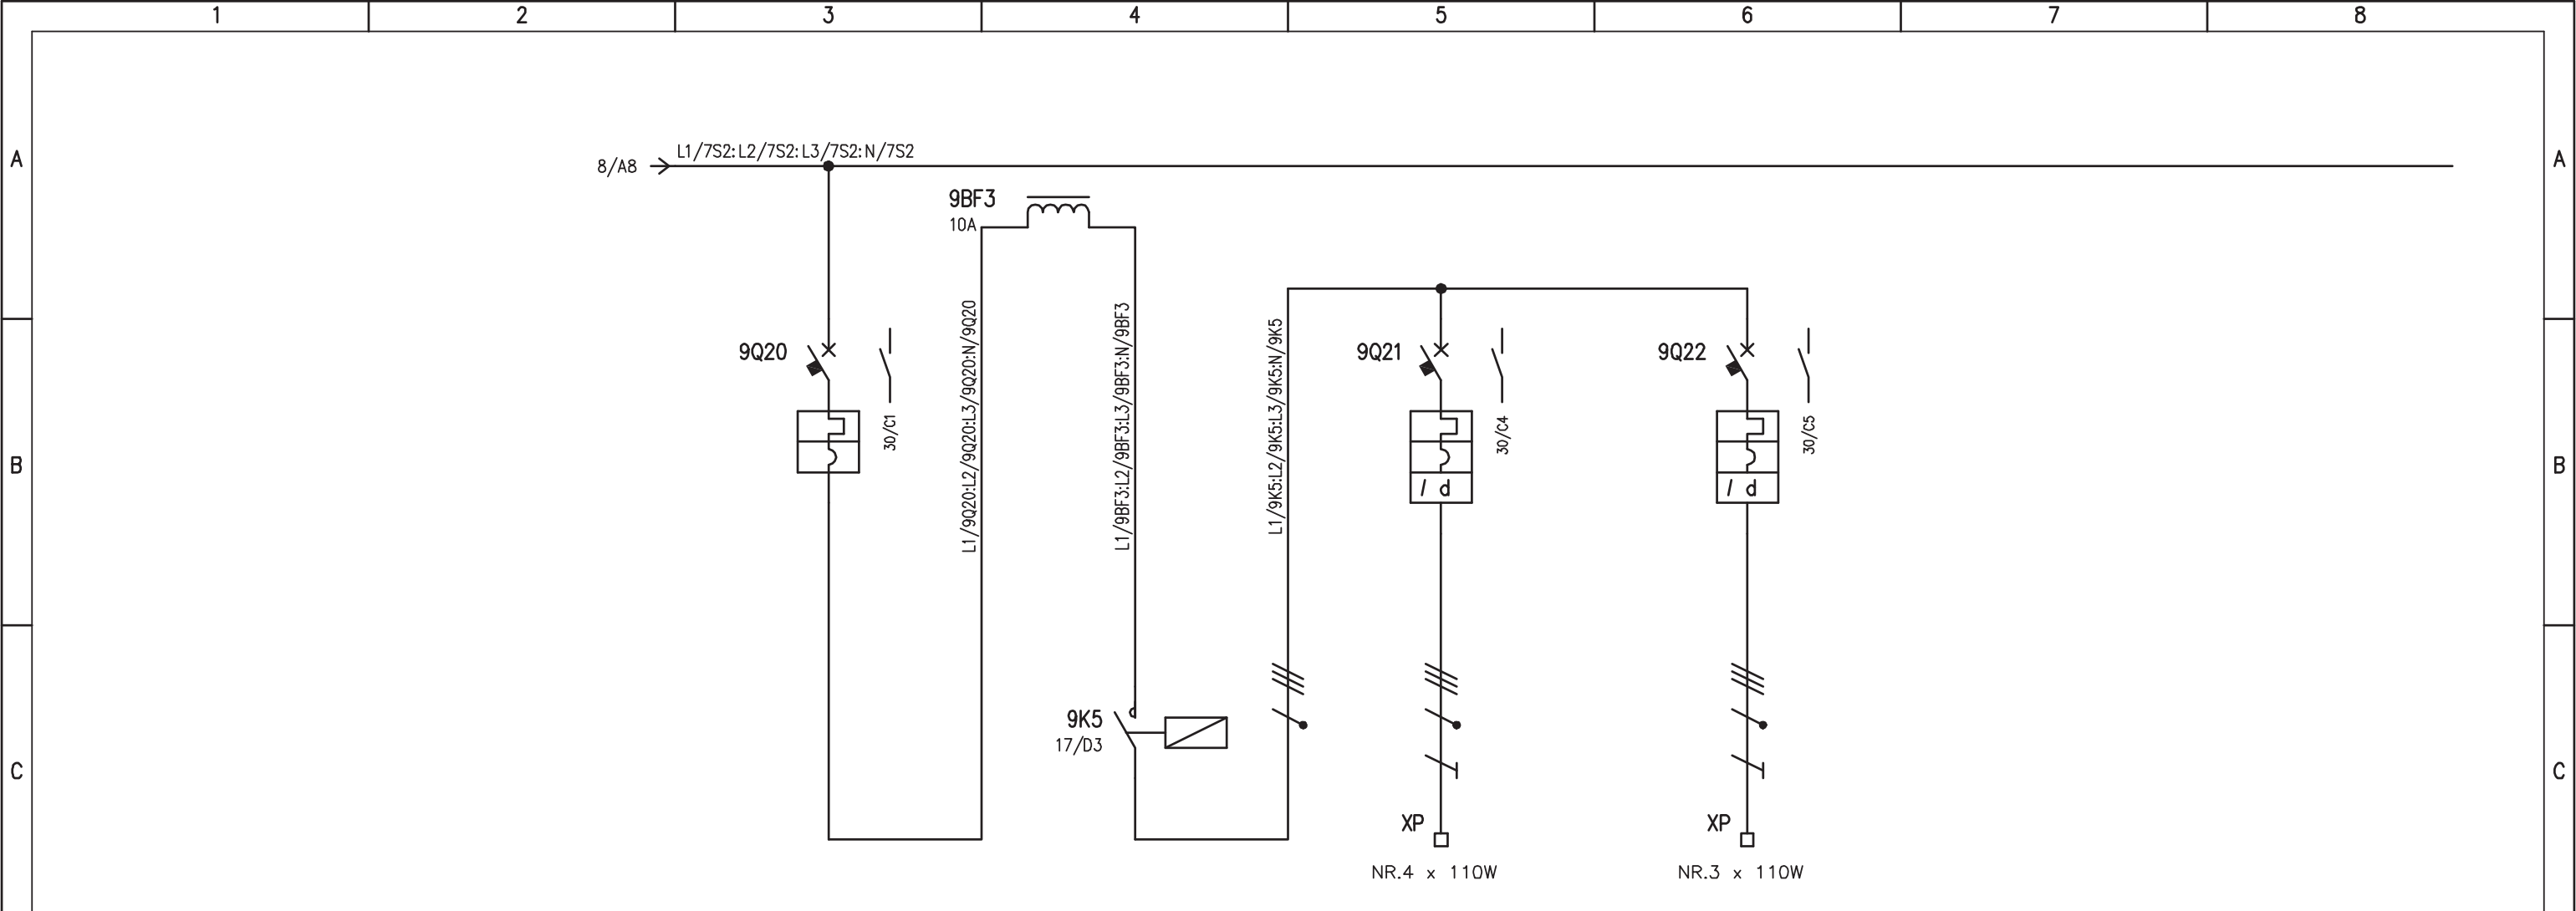 1 2 3 4 5 6 7 8
A A
L1/7S2:L2/7S2:L3/7S2:N/7S2
8/A8
9BF3
10A
L1/9Q20:L2/9Q20:L3/9Q20:N/9Q20
L1/9BF3:L2/9BF3:L3/9BF3:N/9BF3
L1/9K5:L2/9K5:L3/9K5:N/9K5
9Q20
30/C1
9Q21
30/C4
9Q22
30/C5
B B
I d
I d
9K5
17/D3
C C
XP
NR.4 x 110W
XP
NR.3 x 110W